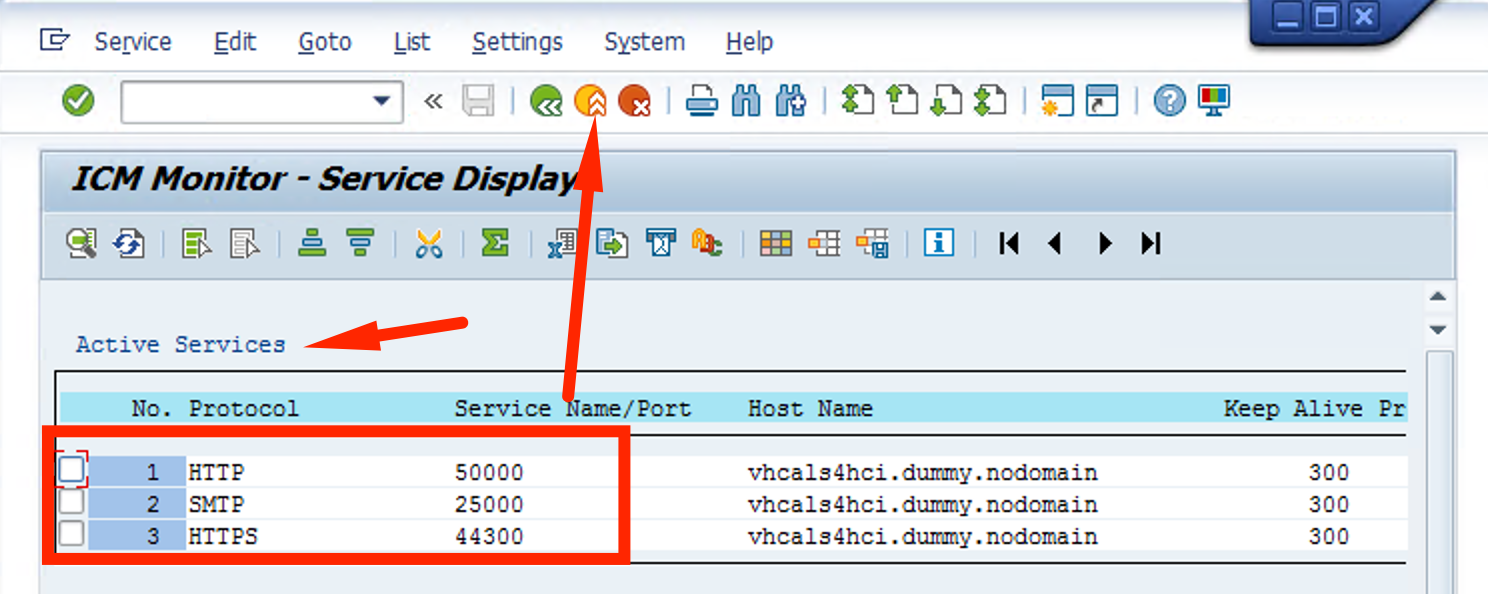 Service Edit Goto List Settings System Help
ICM Monitor - Service Display
Active Services
No. Protocol Service Name/Port Host Name Keep Alive Pr
1 HTTP 50000 vhcals4hci.dummy.nodomain 300
2 SMTP 25000 vhcals4hci.dummy.nodomain 300
3 HTTPS 44300 vhcals4hci.dummy.nodomain 300